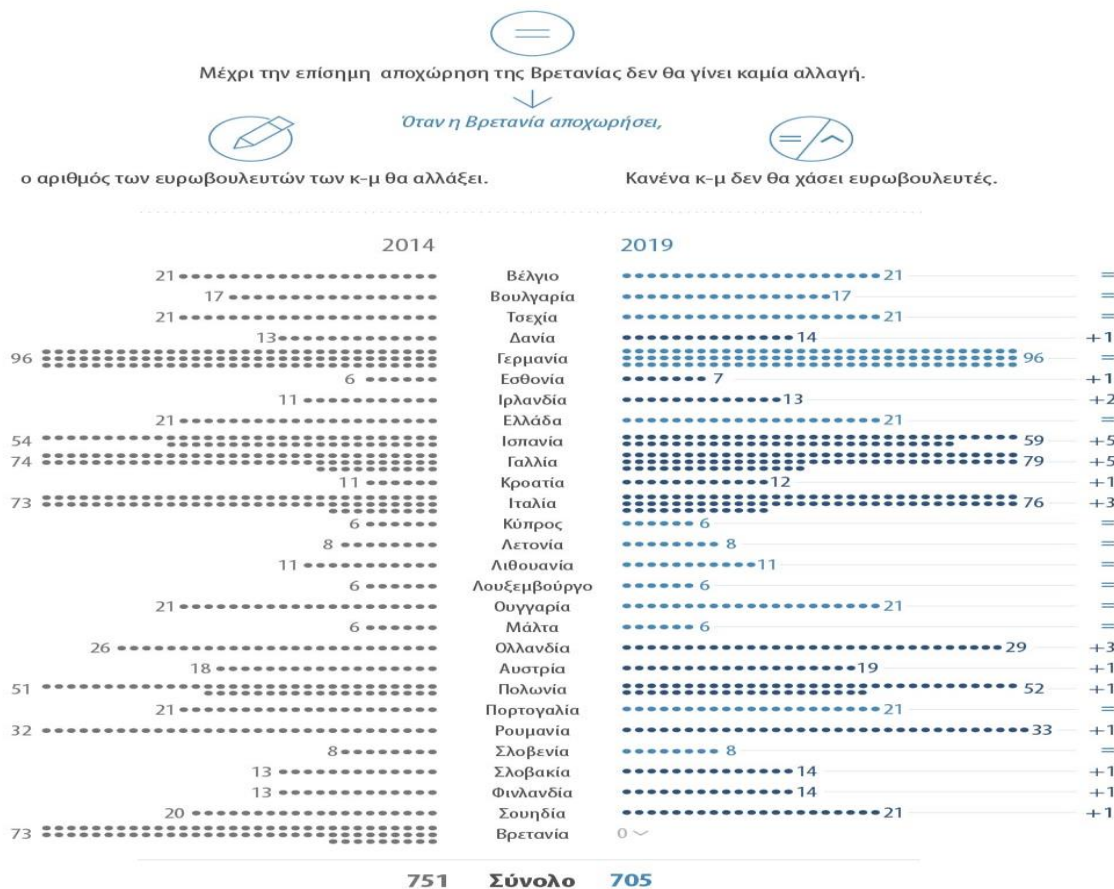 Μέχρι την επίσημη αποχώρηση της Βρετανίας δεν θα γίνει καμία αλλαγή.
Όταν η Βρετανία αποχωρήσει,
ο αριθμός των ευρωβουλευτών των κ-μ θα αλλάξει.
Κανένα κ-μ δεν θα χάσει ευρωβουλευτές.
2014 2019
21 Βέλγιο 21 =
17 Βουλγαρία 17 =
21 Τσεχία 21 =
13 Δανία 14 +1
96 Γερμανία 96 =
6 Εσθονία 7 +1
11 Ιρλανδία 13 +2
21 Ελλάδα 21 =
54 Ισπανία 59 +5
74 Γαλλία 79 +5
11 Κροατία 12 +1
73 Ιταλία 76 +3
6 Κύπρος 6 =
8 Λετονία 8 =
11 Λιθουανία 11 =
6 Λουξεμβούργο 6 =
21 Ουγγαρία 21 =
6 Μάλτα 6 =
26 Ολλανδία 29 +3
18 Αυστρία 19 +1
51 Πολωνία 52 +1
21 Πορτογαλία 21 =
32 Ρουμανία 33 +1
8 Σλοβενία 8 =
13 Σλοβακία 14 +1
13 Φινλανδία 14 +1
20 Σουηδία 21 +1
73 Βρετανία 0
751 Σύνολο 705